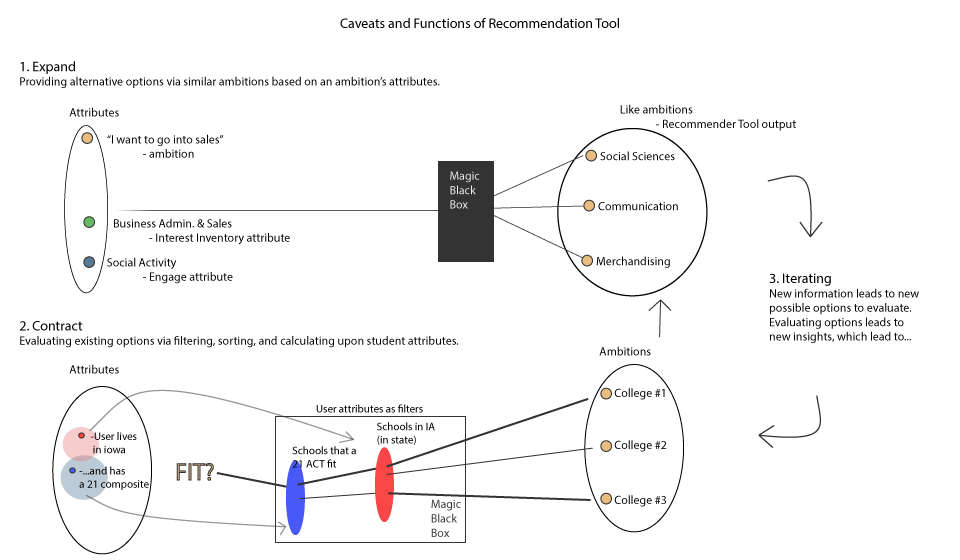 Caveats and Functions of Recommendation Tool
1. Expand
Providing alternative options via similar ambitions based on an ambition's attributes.
Attributes
"I want to go into sales"
- ambition
Business Admin. & Sales
- Interest Inventory attribute
Social Activity
- Engage attribute
Magic
Black
Box
Like ambitions
- Recommender Tool output
Social Sciences
Communication
Merchandising
3. Iterating
New information leads to new
possible options to evaluate.
Evaluating options leads to
new insights, which lead to...
2. Contract
Evaluating existing options via filtering, sorting, and calculating upon student attributes.
Attributes
-User lives
in iowa
-...and has
a 21 composite
FIT?
User attributes as filters
Schools that a
21 ACT fit
Schools in IA
(in state)
Magic
Black
Box
Ambitions
College #1
College #2
College #3